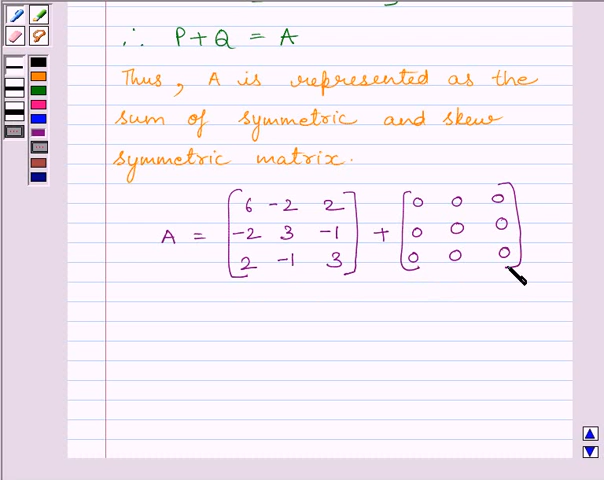 ∴ P+Q = A
Thus, A is represented as the
sum of symmetric and skew
symmetric matrix.
A = [6 -2 2
-2 3 -1
2 -1 3] + [0 0 0
0 0 0
0 0 0]